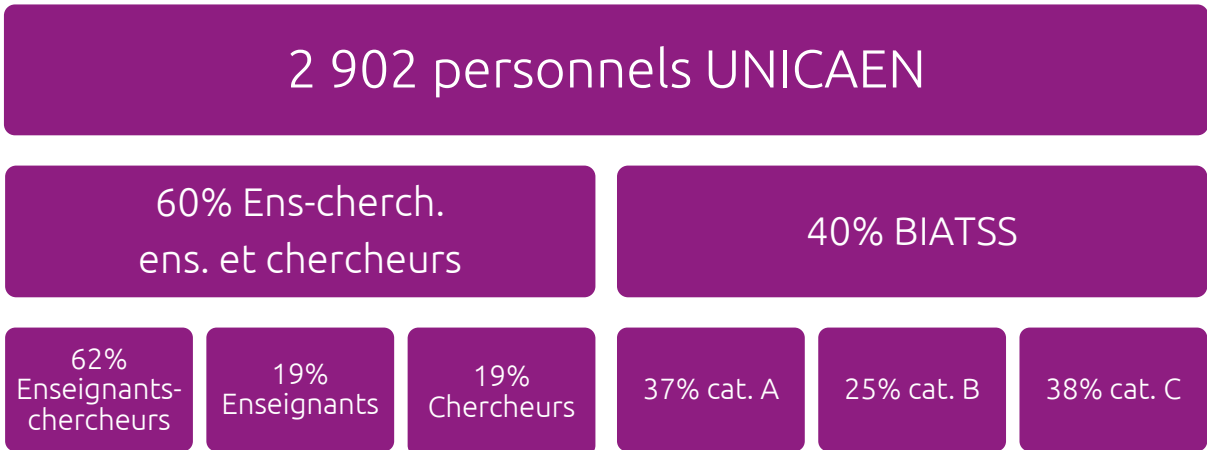 2 902 personnels UNICAEN
60% Ens-cherch.
ens. et chercheurs
40% BIATSS
62%
Enseignants-
chercheurs
19%
Enseignants
19%
Chercheurs
37% cat. A
25% cat. B
38% cat. C